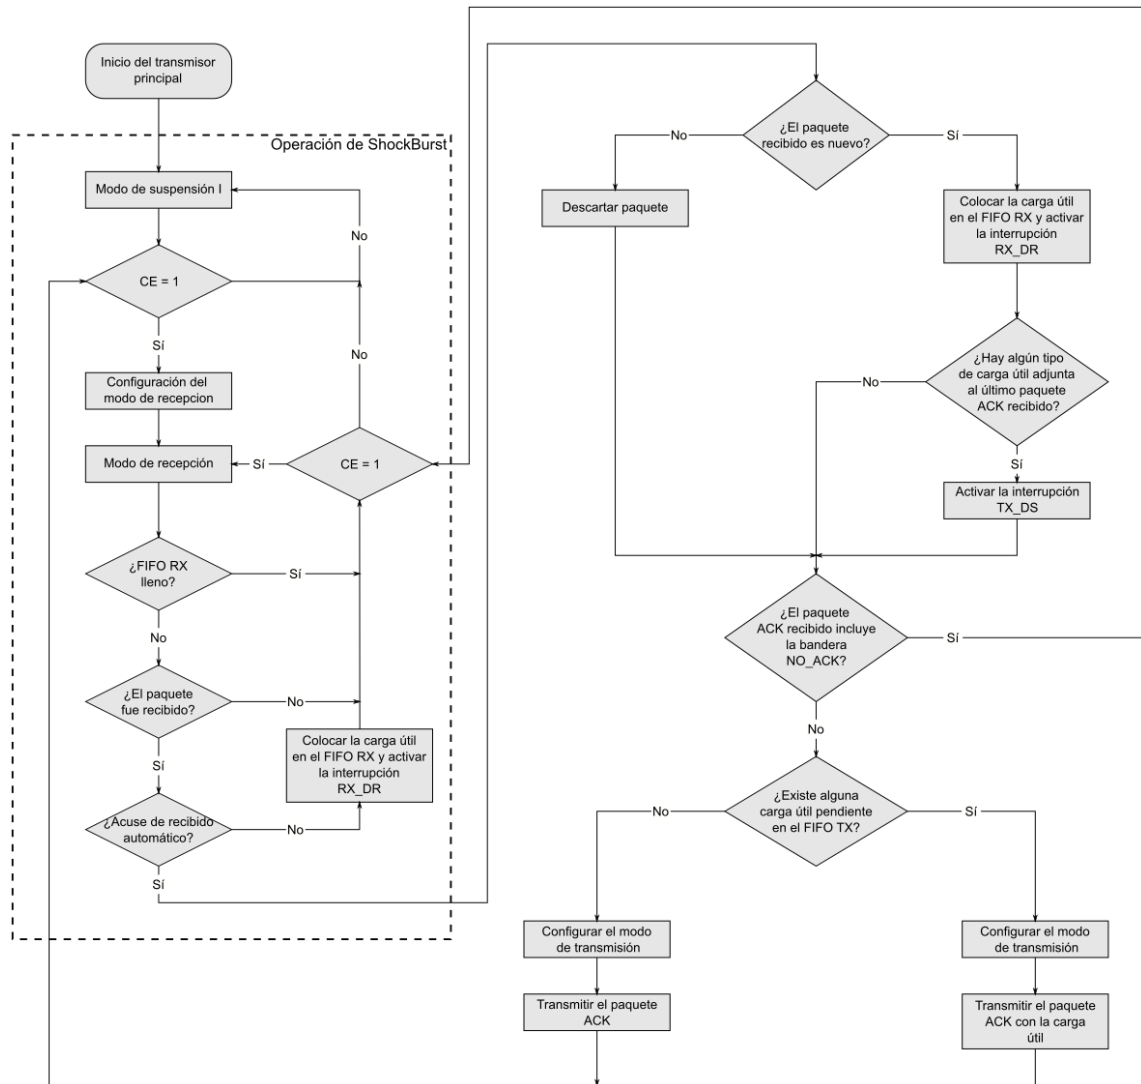 Inicio del transmisor
principal
Operación de ShockBurst
Modo de suspensión I
No
CE = 1
Sí
No
Configuración del
modo de recepcion
Modo de recepción
Sí
CE = 1
¿FIFO RX
lleno?
Sí
No
¿El paquete
fue recibido?
No
Sí
Colocar la carga útil
en el FIFO RX y activar
la interrupción
RX_DR
¿Acuse de recibido
automático?
No
Sí
¿El paquete
recibido es nuevo?
No
Sí
Descartar paquete
Colocar la carga útil
en el FIFO RX y activar
la interrupción
RX_DR
¿Hay algún tipo
de carga útil adjunta
al último paquete
ACK recibido?
No
Sí
Activar la interrupción
TX_DS
¿El paquete
ACK recibido incluye
la bandera
NO_ACK?
Sí
No
¿Existe alguna
carga útil pendiente
en el FIFO TX?
No
Sí
Configurar el modo
de transmisión
Configurar el modo
de transmisión
Transmitir el paquete
ACK
Transmitir el paquete
ACK con la carga
útil